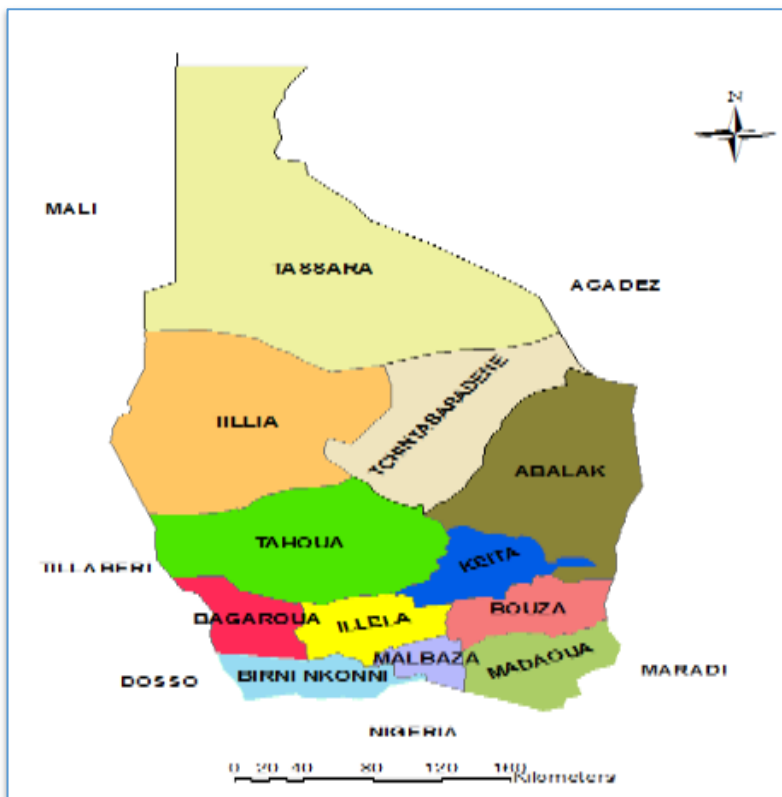 N
MALI
TASSARA
AGADEZ
TILLIA
TCHINTABARADENE
ABALAK
TAHOUA
KEITA
TILLABERI
BAGAROUA
ILLELA
BOUZA
MALBAZA
MADAOUA
MARADI
DOSSO
BIRNI NKONNI
NIGERIA
0 20 40 80 120 160
Kilometers